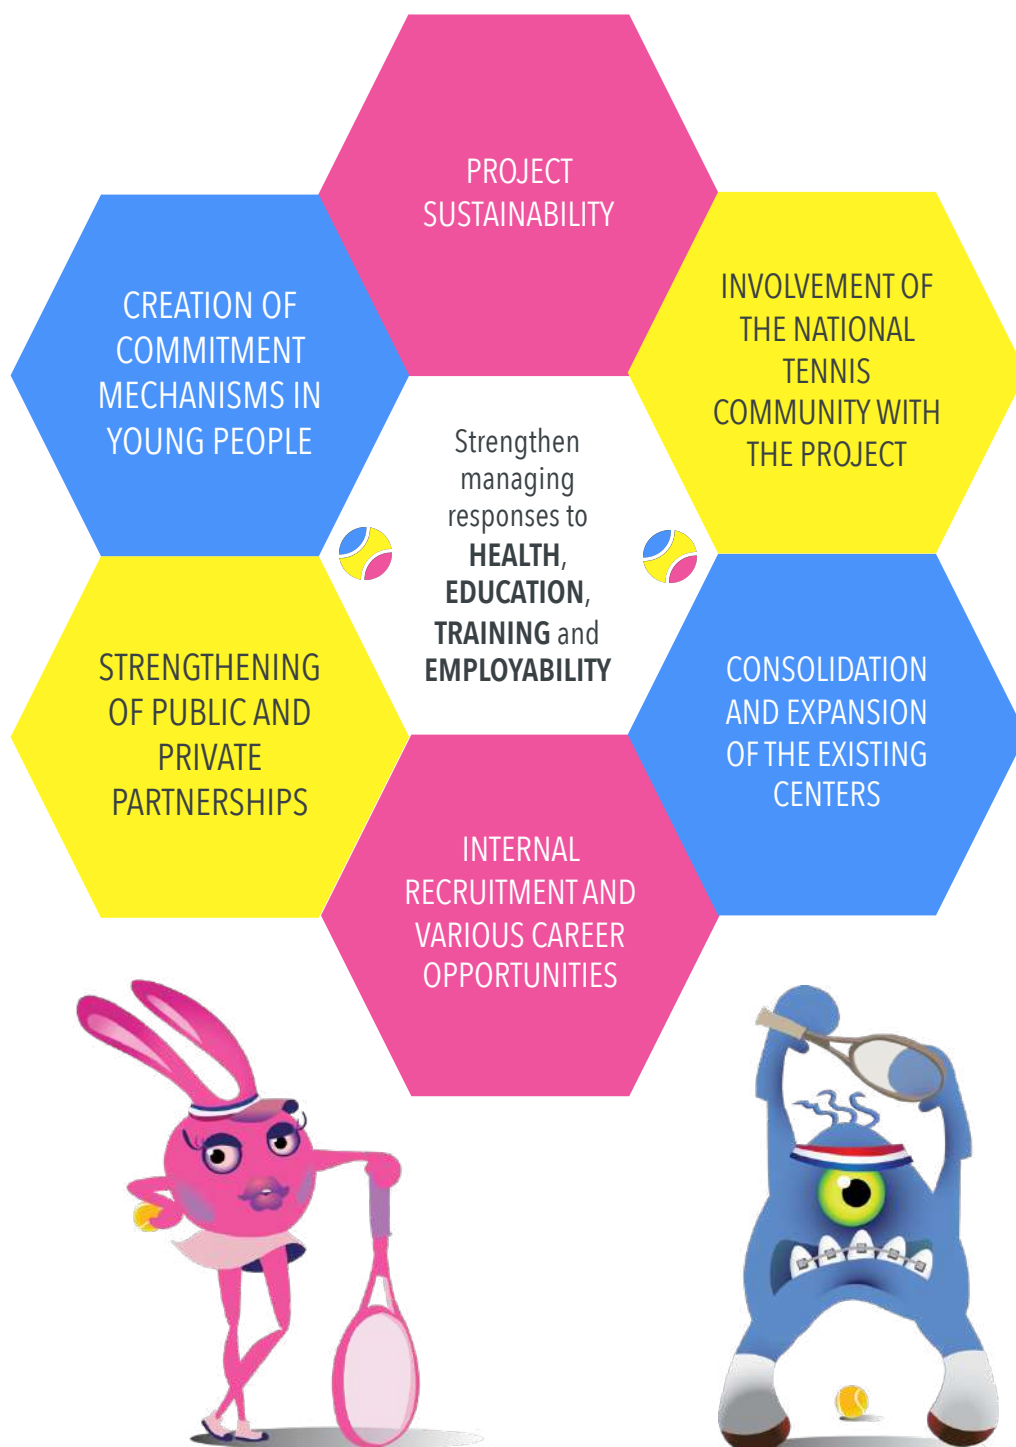 PROJECT
SUSTAINABILITY
CREATION OF
COMMITMENT
MECHANISMS IN
YOUNG PEOPLE
INVOLVEMENT OF
THE NATIONAL
TENNIS
COMMUNITY WITH
THE PROJECT
Strengthen
managing
responses to
HEALTH,
EDUCATION,
TRAINING and
EMPLOYABILITY
STRENGTHENING
OF PUBLIC AND
PRIVATE
PARTNERSHIPS
CONSOLIDATION
AND EXPANSION
OF THE EXISTING
CENTERS
INTERNAL
RECRUITMENT AND
VARIOUS CAREER
OPPORTUNITIES